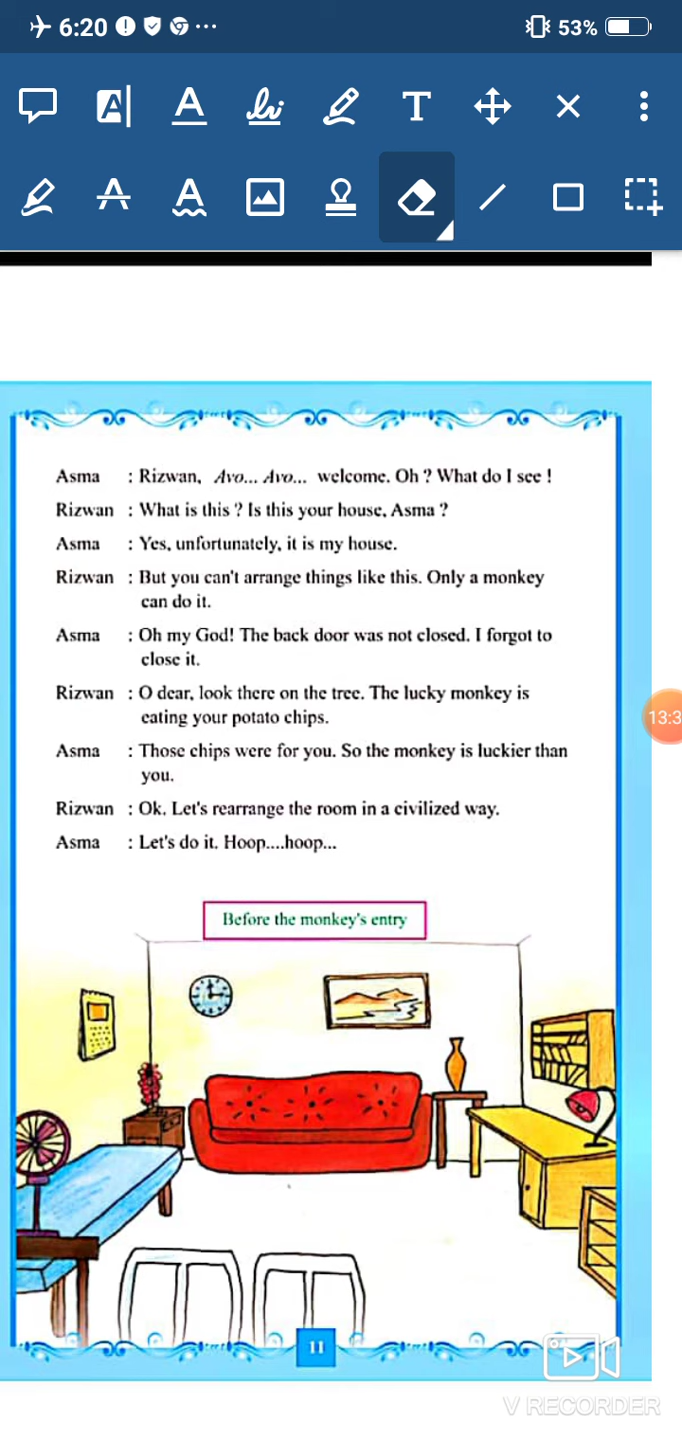 6:20
53%
A
A
T
A
A
Asma : Rizwan, Avo... Avo... welcome. Oh ? What do I see !
Rizwan : What is this ? Is this your house, Asma ?
Asma : Yes, unfortunately, it is my house.
Rizwan : But you can't arrange things like this. Only a monkey
can do it.
Asma : Oh my God! The back door was not closed. I forgot to
close it.
Rizwan : O dear, look there on the tree. The lucky monkey is
eating your potato chips.
Asma : Those chips were for you. So the monkey is luckier than
you.
Rizwan : Ok. Let's rearrange the room in a civilized way.
Asma : Let's do it. Hoop....hoop...
13:3
Before the monkey's entry
11
V RECORDER